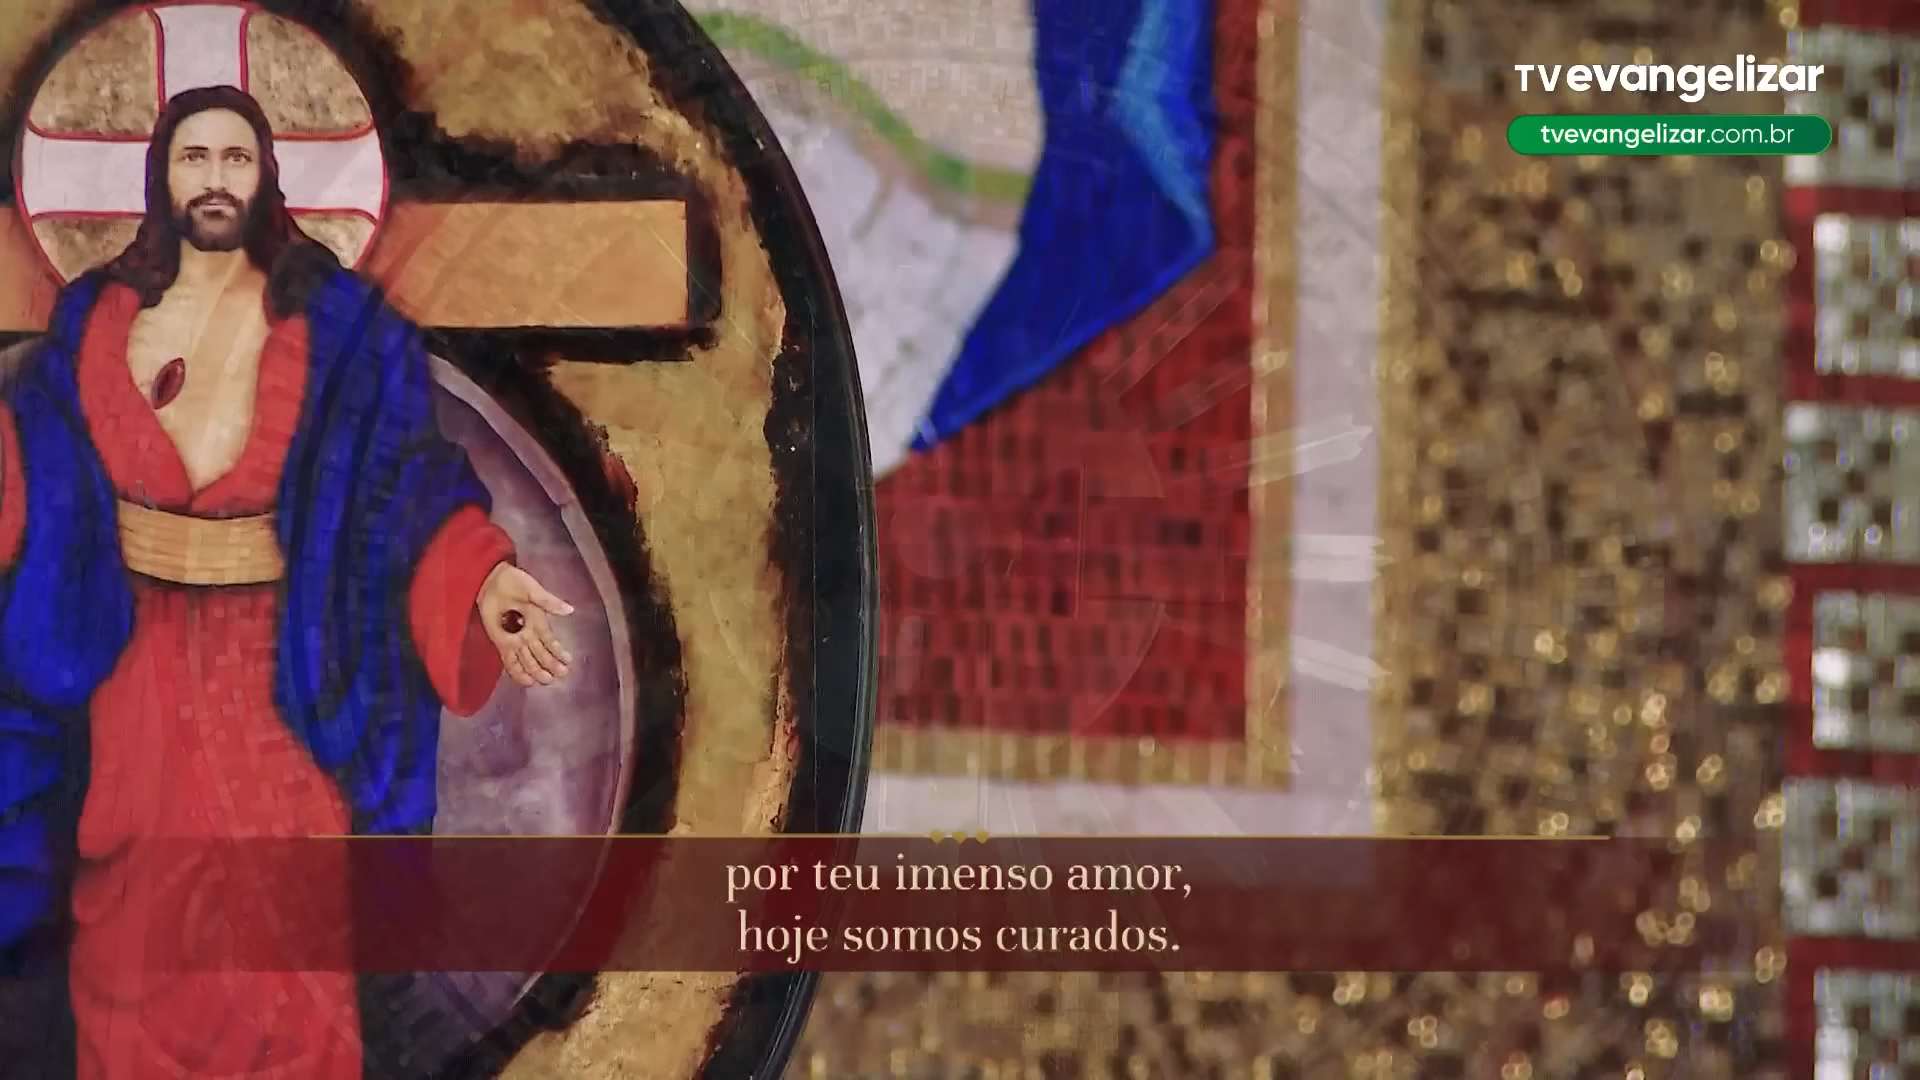 TVevangelizar
tvevangelizar.com.br
por teu imenso amor,
hoje somos curados.